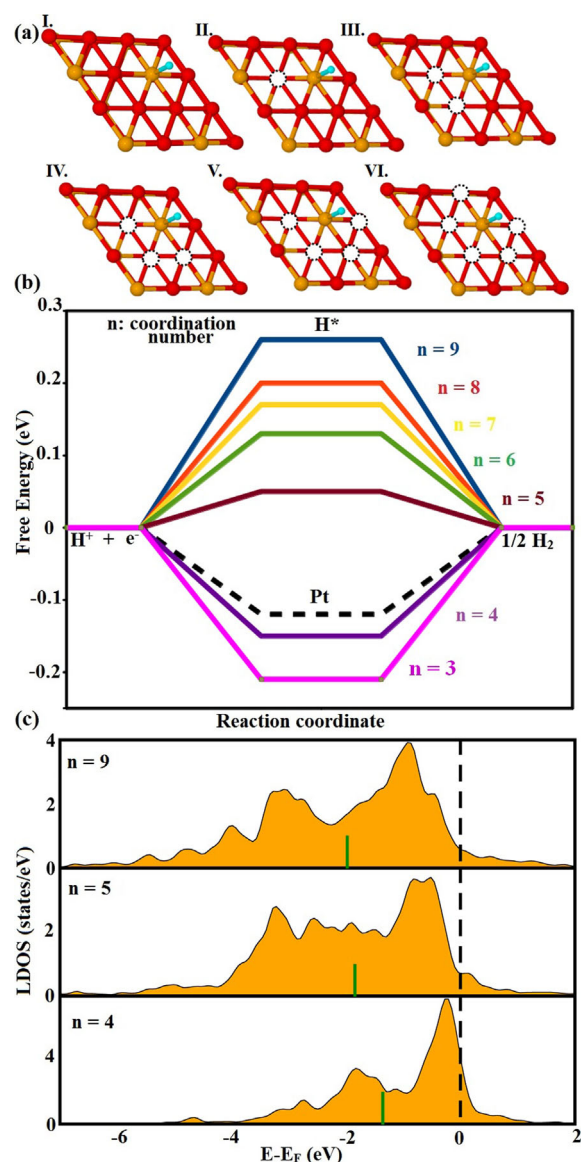 (a)
I.
II.
III.
IV.
V.
VI.
(b)
0.3
n: coordination
number
H*
n = 9
n = 8
0.2
n = 7
n = 6
0.1
n = 5
Free Energy (eV)
0
H⁺ + e⁻
1/2 H₂
Pt
-0.1
n = 4
-0.2
n = 3
(c)
Reaction coordinate
4
n = 9
2
0
n = 5
2
LDOS (states/eV)
0
n = 4
4
0
-6
-4
-2
0
2
E-E_F (eV)